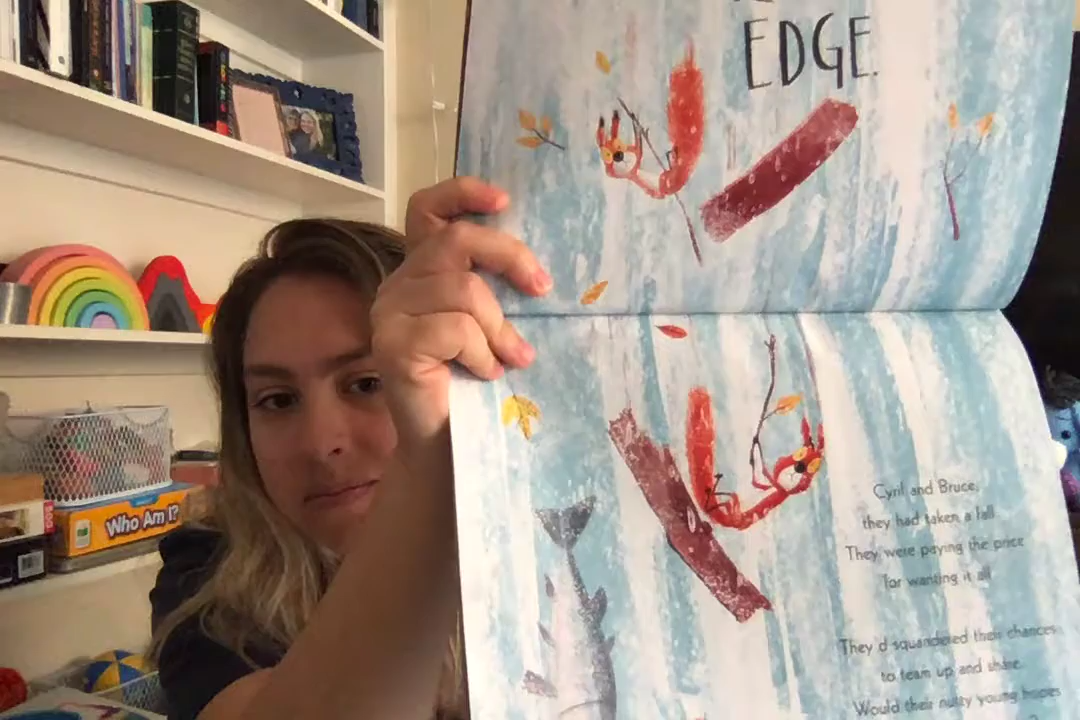 EDGE.
Cyril and Bruce,
they had taken a fall
They were paying the price
for wanting it all
They'd squandered their chances
to team up and share.
Would their nutty young hopes
Who Am I?